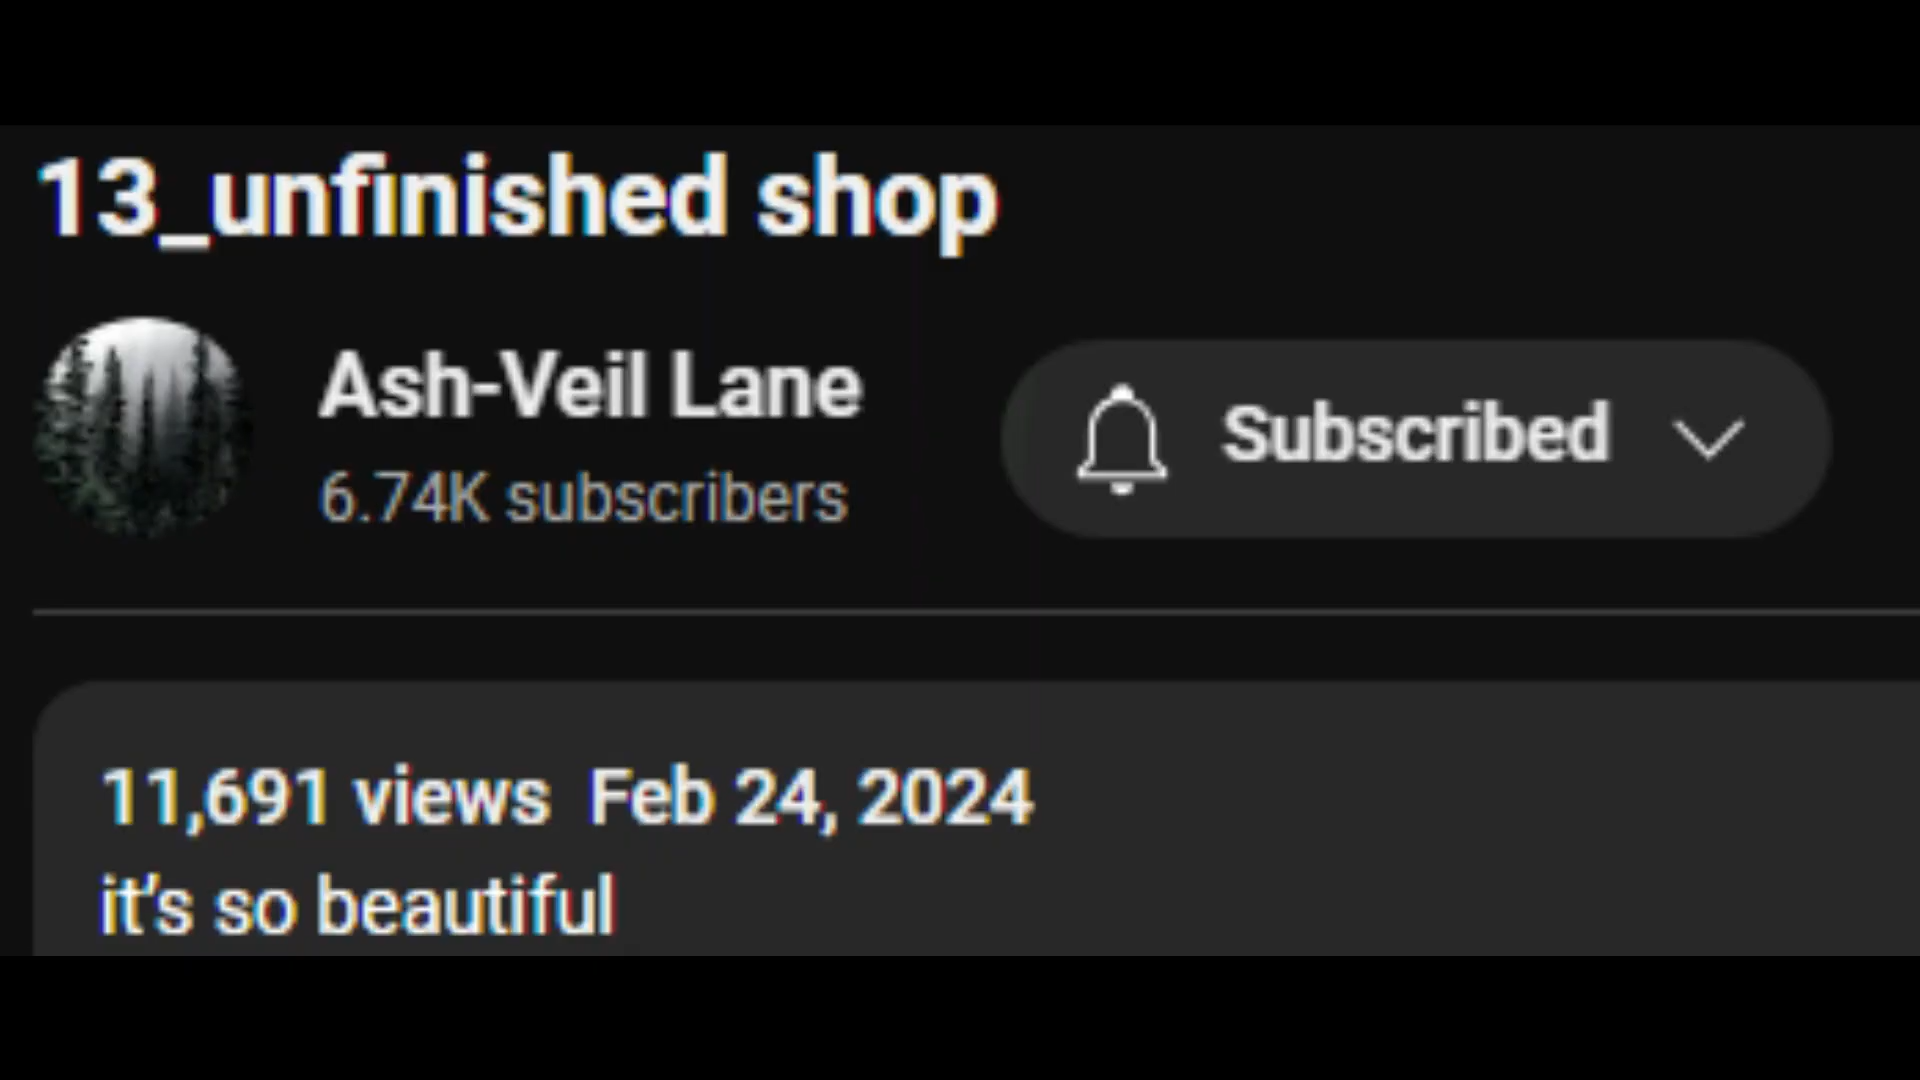 13_unfinished shop
Ash-Veil Lane
Subscribed
6.74K subscribers
11,691 views  Feb 24, 2024
it's so beautiful